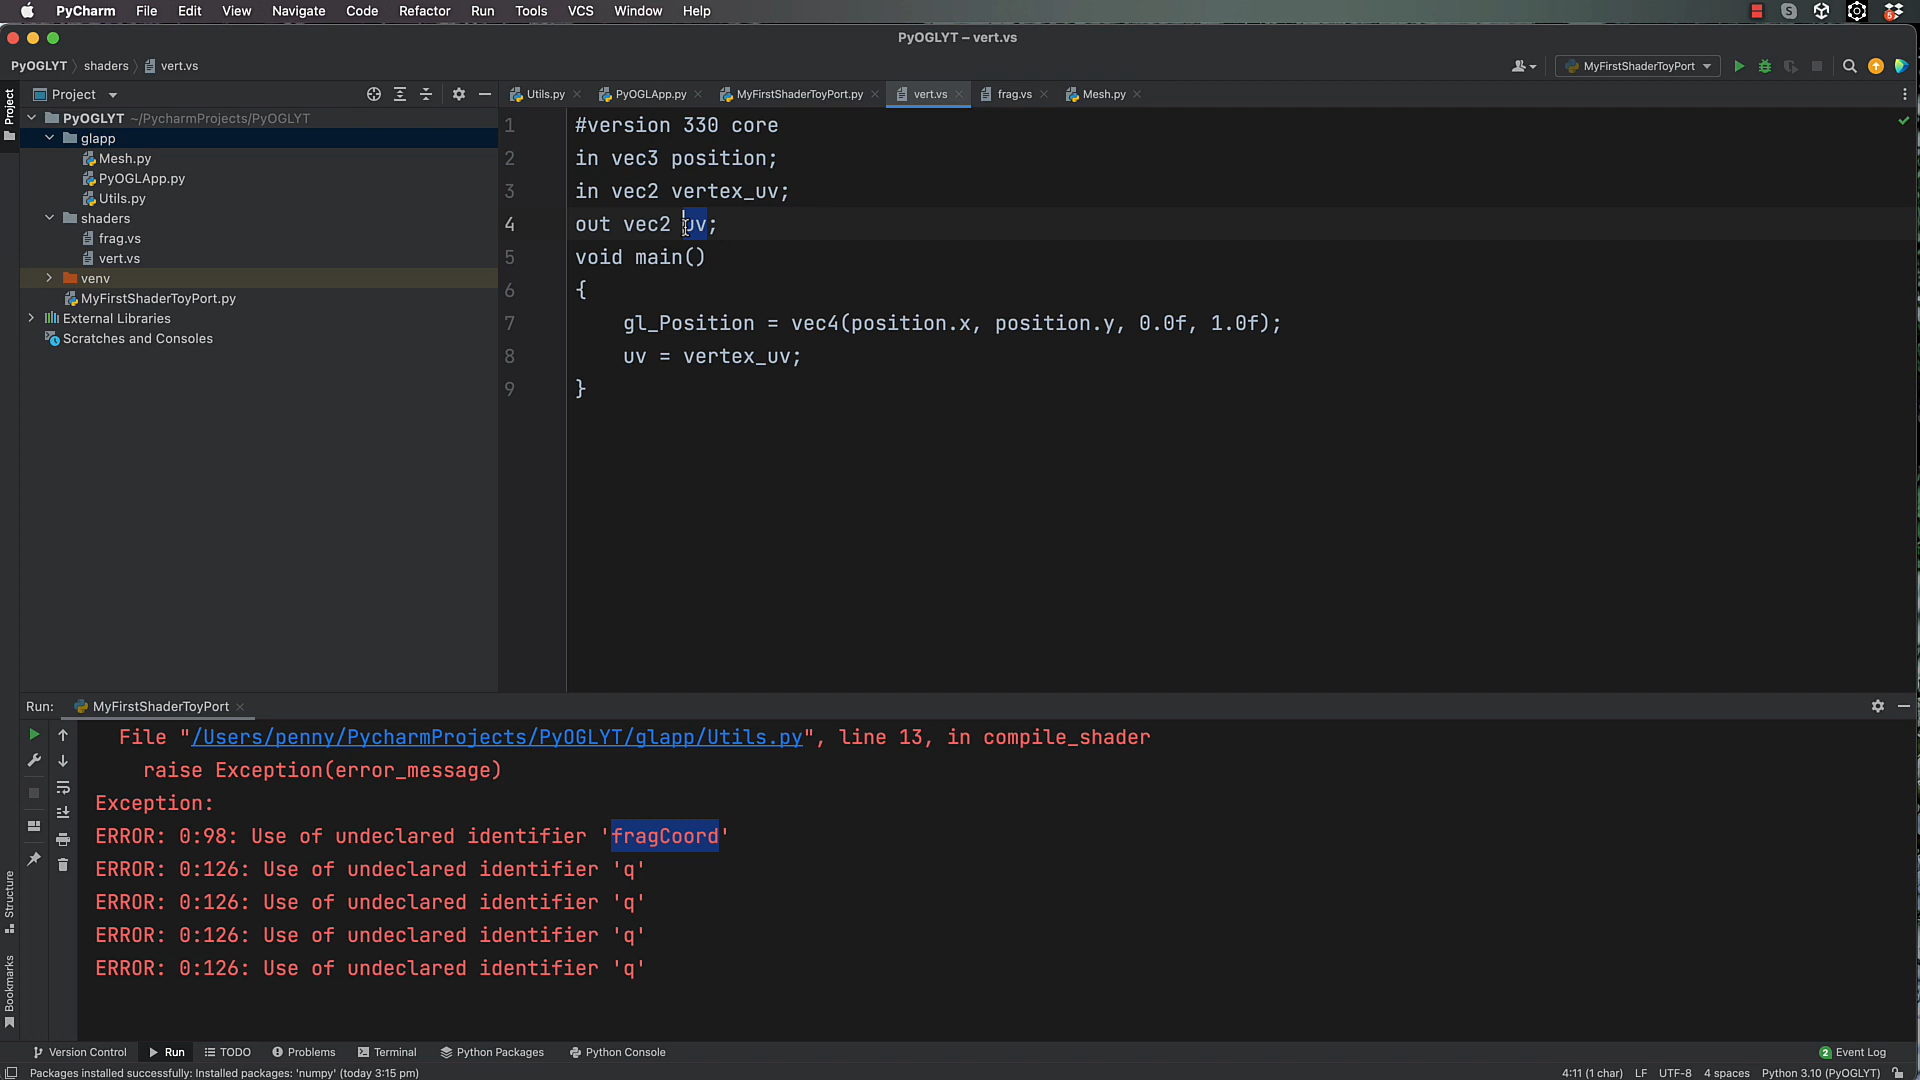 PyCharm File Edit View Navigate Code Refactor Run Tools VCS Window Help
PyOGLYT – vert.vs
PyOGLYT shaders vert.vs
MyFirstShaderToyPort
Project
Project
Utils.py PyOGLApp.py MyFirstShaderToyPort.py vert.vs frag.vs Mesh.py
PyOGLYT ~/PycharmProjects/PyOGLYT
glapp
Mesh.py
PyOGLApp.py
Utils.py
shaders
frag.vs
vert.vs
venv
MyFirstShaderToyPort.py
External Libraries
Scratches and Consoles
1 #version 330 core
2 in vec3 position;
3 in vec2 vertex_uv;
4 out vec2 uv;
5 void main()
6 {
7 gl_Position = vec4(position.x, position.y, 0.0f, 1.0f);
8 uv = vertex_uv;
9 }
Run: MyFirstShaderToyPort
File "/Users/penny/PycharmProjects/PyOGLYT/glapp/Utils.py", line 13, in compile_shader
raise Exception(error_message)
Exception:
ERROR: 0:98: Use of undeclared identifier 'fragCoord'
ERROR: 0:126: Use of undeclared identifier 'q'
ERROR: 0:126: Use of undeclared identifier 'q'
ERROR: 0:126: Use of undeclared identifier 'q'
ERROR: 0:126: Use of undeclared identifier 'q'
Structure
Bookmarks
Version Control Run TODO Problems Terminal Python Packages Python Console 2 Event Log
Packages installed successfully: Installed packages: 'numpy' (today 3:15 pm) 4:11 (1 char) LF UTF-8 4 spaces Python 3.10 (PyOGLYT)